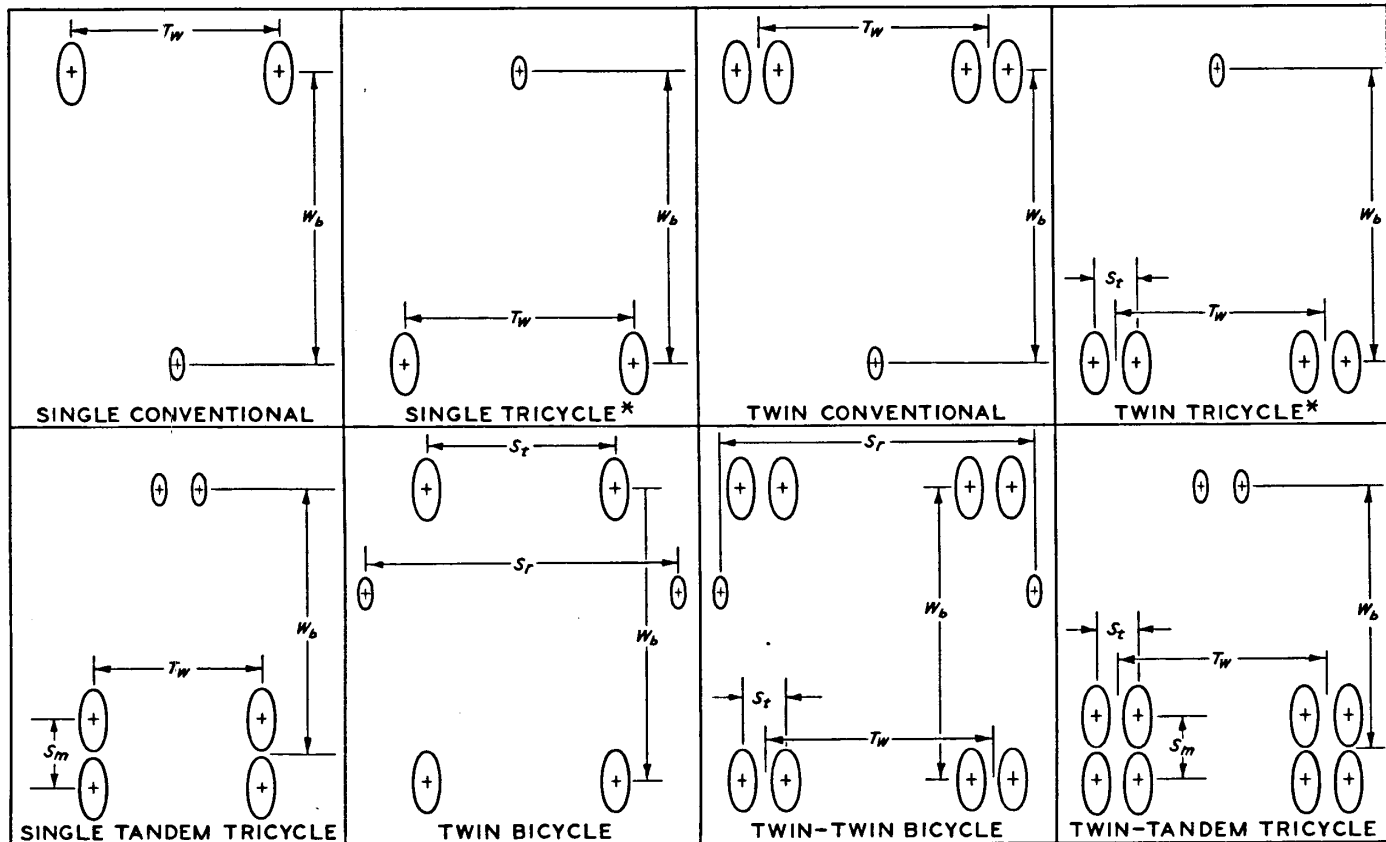 T_w
W_b
SINGLE CONVENTIONAL
W_b
T_w
SINGLE TRICYCLE*
T_w
W_b
TWIN CONVENTIONAL
W_b
S_t
T_w
TWIN TRICYCLE*
W_b
T_w
S_m
SINGLE TANDEM TRICYCLE
S_t
S_r
W_b
TWIN BICYCLE
S_r
W_b
S_t
T_w
TWIN-TWIN BICYCLE
W_b
S_t
T_w
S_m
TWIN-TANDEM TRICYCLE